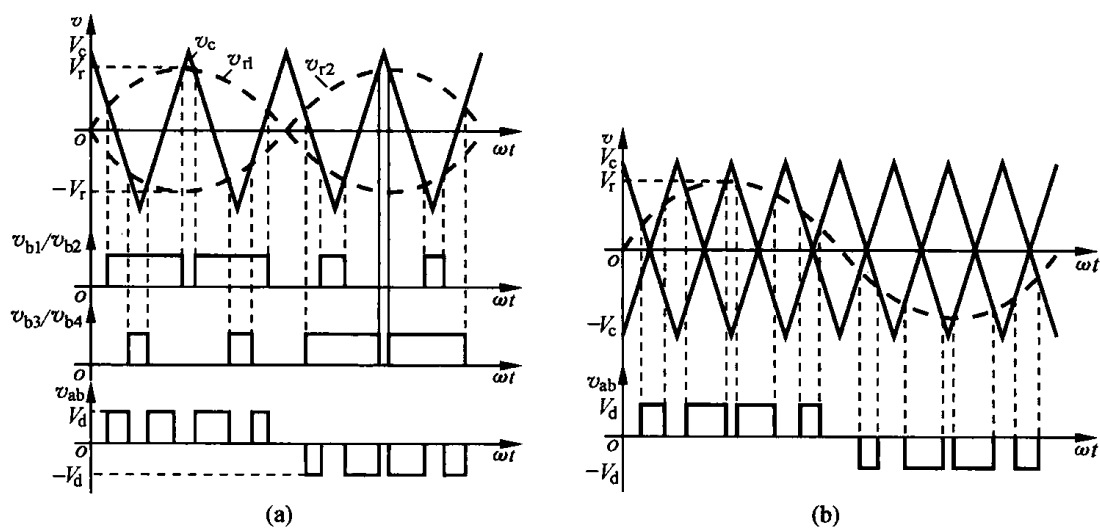 v
V_c
V_r
v_c
v_r1
v_r2
o
ωt
−V_r
v_b1/v_b2
o
ωt
v_b3/v_b4
o
ωt
v_ab
V_d
o
ωt
−V_d
(a)
v
V_c
V_r
o
ωt
−V_c
v_ab
V_d
o
ωt
−V_d
(b)